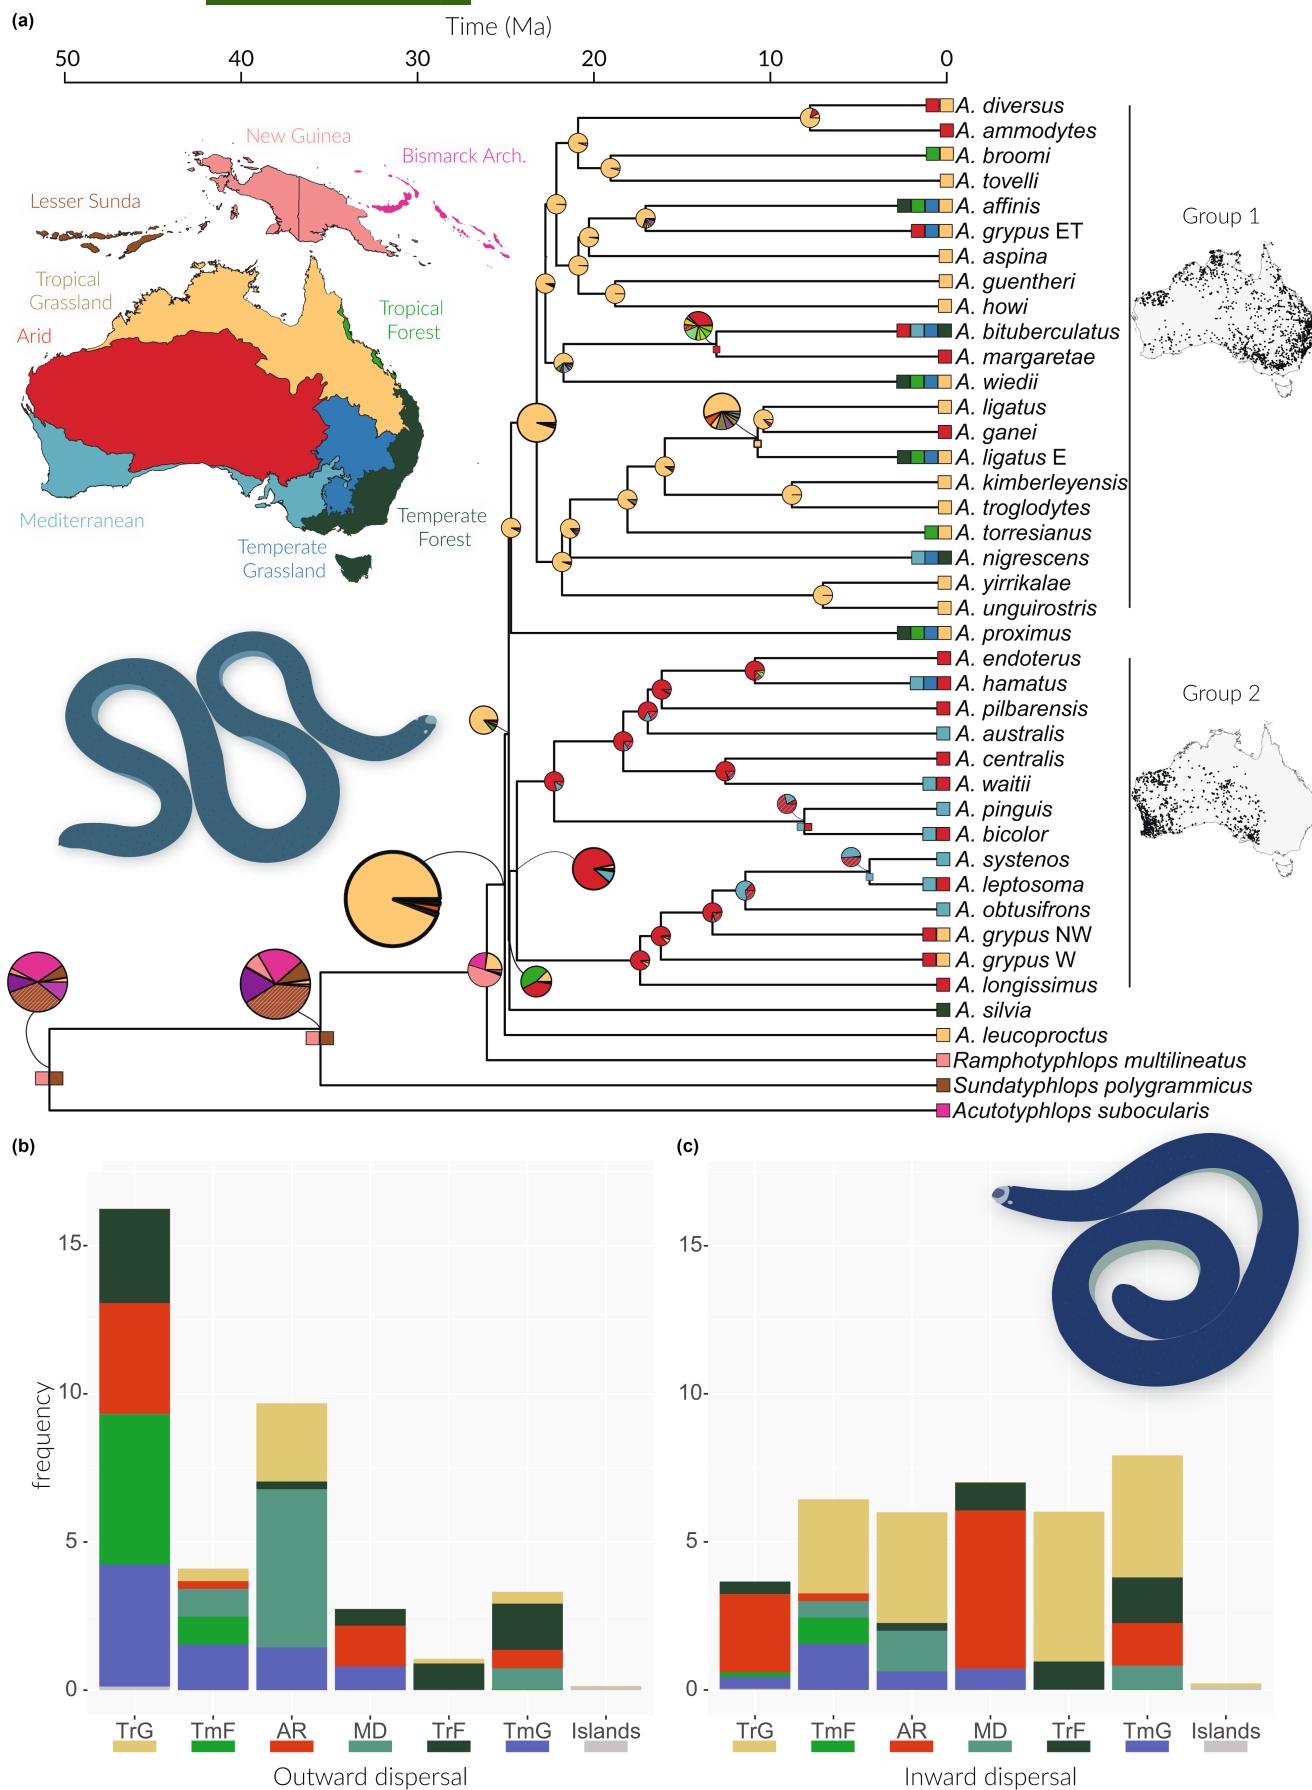 (a)
Time (Ma)
50 40 30 20 10 0
New Guinea
Bismarck Arch.
Lesser Sunda
Tropical
Grassland
Arid
Tropical
Forest
Mediterranean
Temperate
Forest
Temperate
Grassland
A. diversus
A. ammodytes
A. broomi
A. tovelli
A. affinis
A. grypus ET
A. aspina
A. guentheri
A. howi
A. bituberculatus
A. margaretae
A. wiedii
A. ligatus
A. ganei
A. ligatus E
A. kimberleyensis
A. troglodytes
A. torresianus
A. nigrescens
A. yirrikalae
A. unguirostris
A. proximus
A. endoterus
A. hamatus
A. pilbarensis
A. australis
A. centralis
A. waitii
A. pinguis
A. bicolor
A. systenos
A. leptosoma
A. obtusifrons
A. grypus NW
A. grypus W
A. longissimus
A. silvia
A. leucoproctus
Ramphotyphlops multilineatus
Sundatyphlops polygrammicus
Acutotyphlops subocularis
Group 1
Group 2
(b)
frequency
15
10
5
0
TrG TmF AR MD TrF TmG Islands
Outward dispersal
(c)
15
10
5
0
TrG TmF AR MD TrF TmG Islands
Inward dispersal